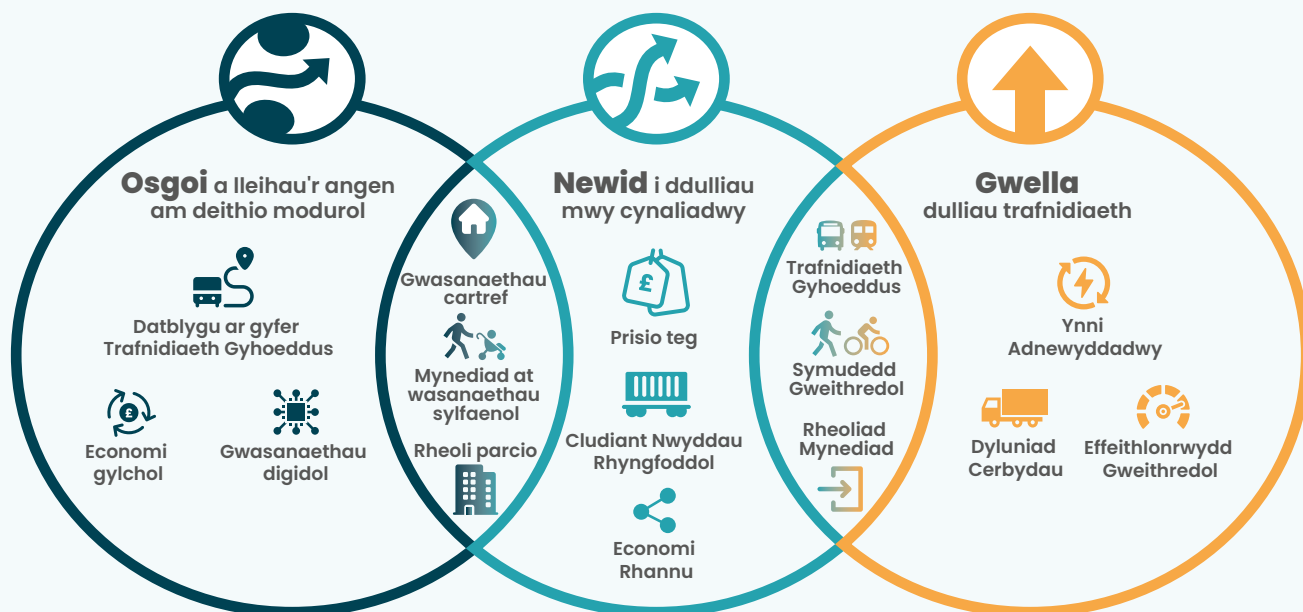 Osgoi a lleihau'r angen
am deithio modurol
Datblygu ar gyfer
Trafnidiaeth Gyhoeddus
Economi
gylchol
Gwasanaethau
digidol
Gwasanaethau
cartref
Mynediad at
wasanaethau
sylfaenol
Rheoli parcio
Newid i ddulliau
mwy cynaliadwy
£
Prisio teg
Cludiant Nwyddau
Rhyngfoddol
Economi
Rhannu
Trafnidiaeth
Gyhoeddus
Symudedd
Gweithredol
Rheoliad
Mynediad
Gwella
dulliau trafnidiaeth
Ynni
Adnewyddadwy
Dyluniad
Cerbydau
Effeithlonrwydd
Gweithredol
£